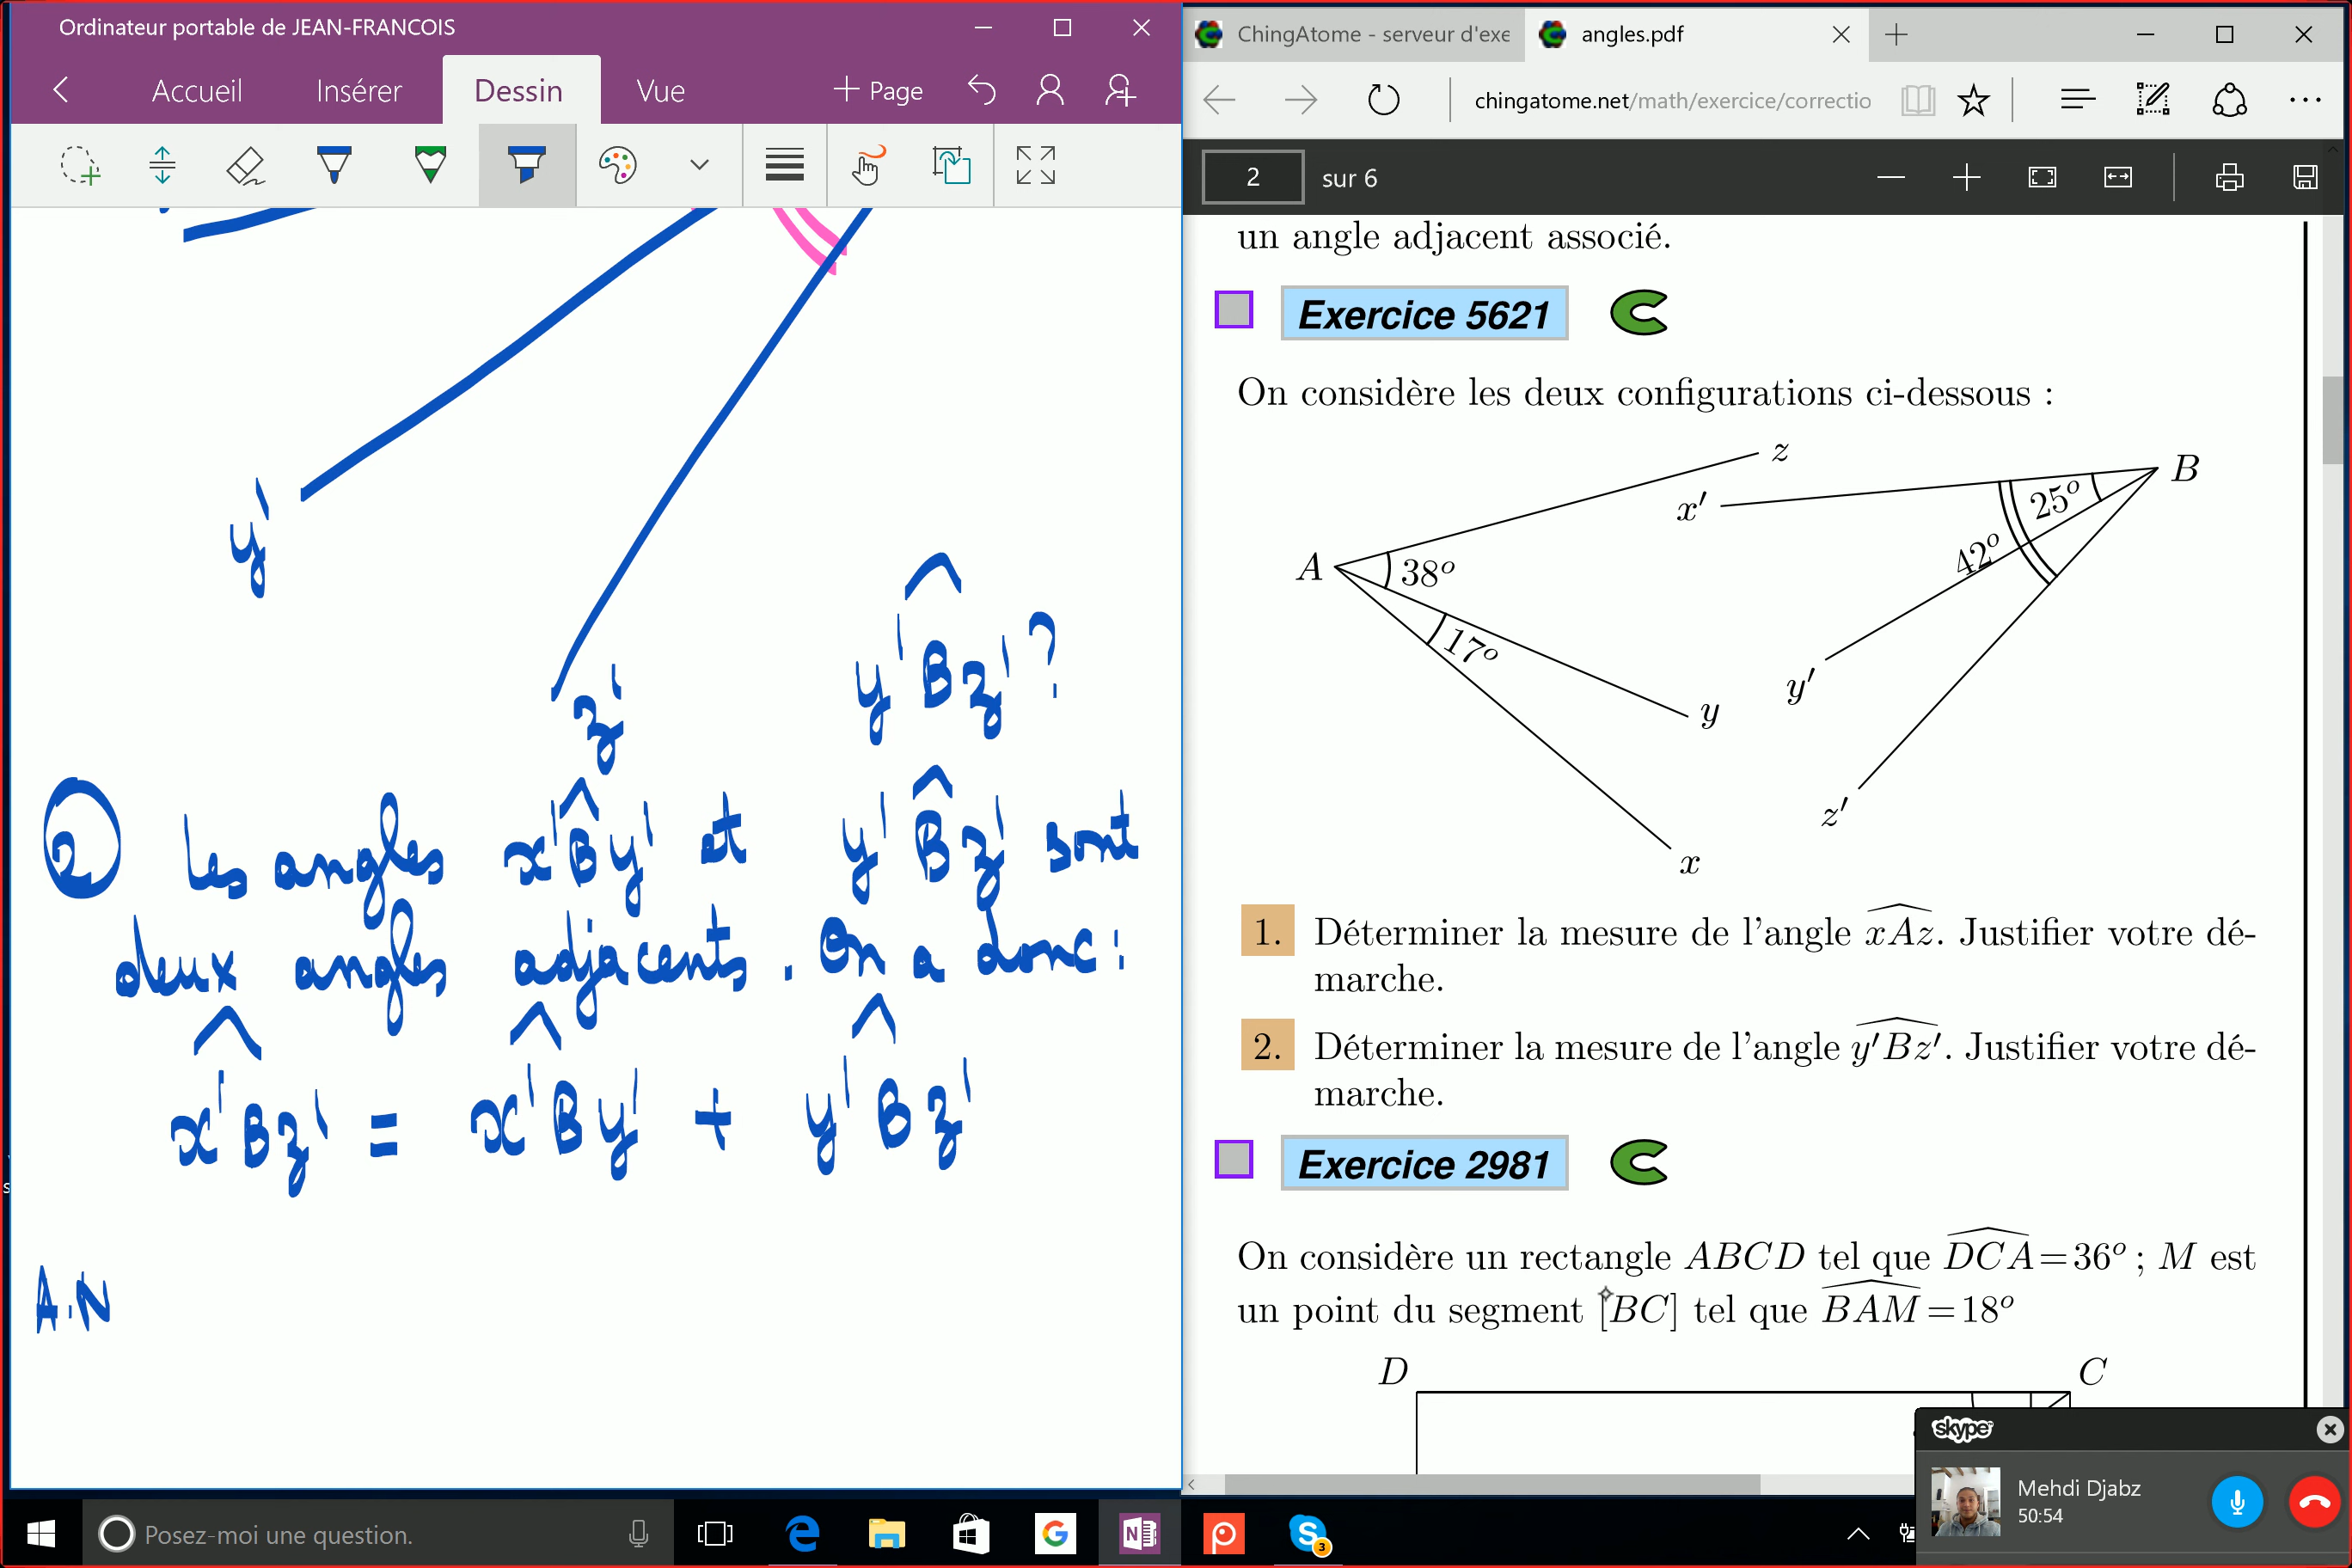 Ordinateur portable de JEAN-FRANCOIS
Accueil Insérer Dessin Vue + Page
y'
z'
y'Bz' ?
2 Les angles x'By' et y'Bz' sont
deux angles adjacents. On a donc :
x'Bz' = x'By' + y'Bz'
A.N
ChingAtome - serveur d'exe
angles.pdf
chingatome.net/math/exercice/correctio
2 sur 6
un angle adjacent associé.
Exercice 5621
On considère les deux configurations ci-dessous :
z
x'
B
25°
42°
A
38°
17°
y'
y
z'
x
1. Déterminer la mesure de l'angle xAz. Justifier votre dé-
marche.
2. Déterminer la mesure de l'angle y'Bz'. Justifier votre dé-
marche.
Exercice 2981
On considère un rectangle ABCD tel que DCA=36° ; M est
un point du segment [BC] tel que BAM=18°
D
C
skype
Mehdi Djabz
50:54
Posez-moi une question.
3